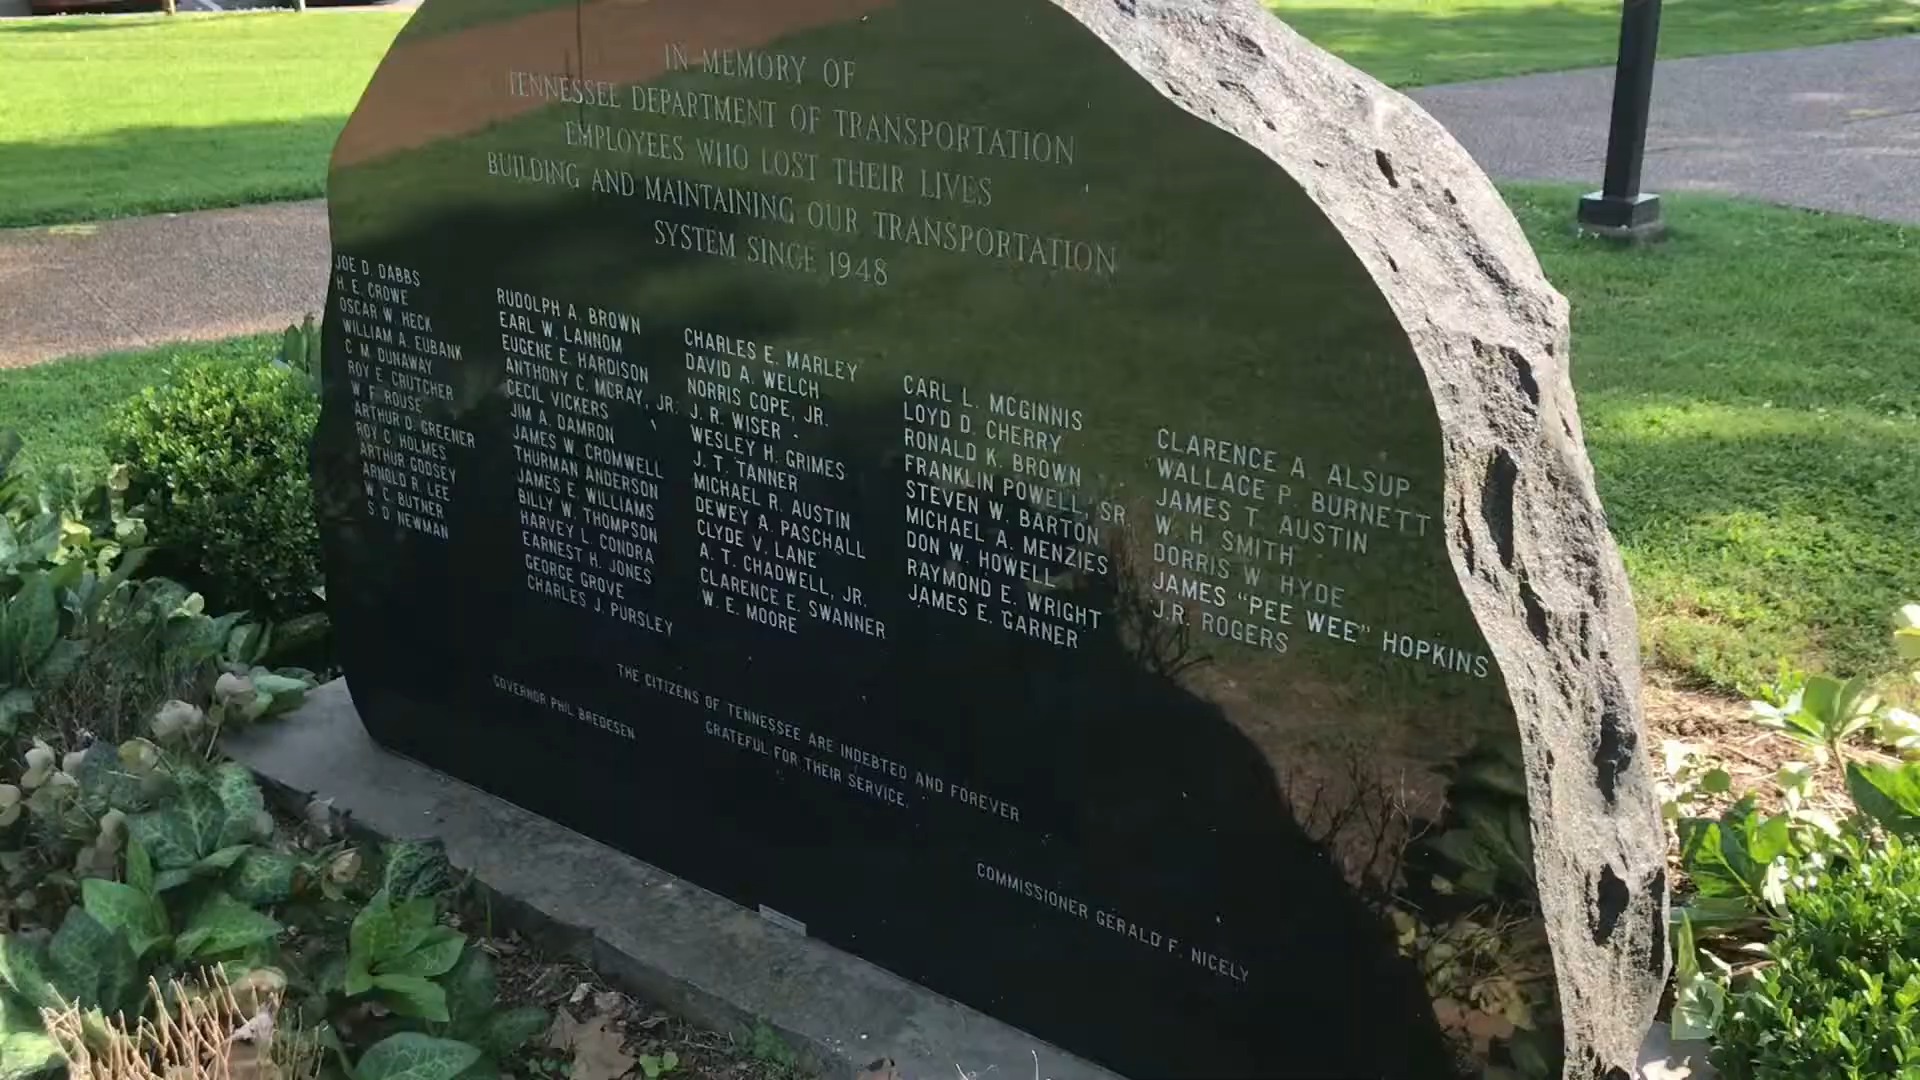 IN MEMORY OF
TENNESSEE DEPARTMENT OF TRANSPORTATION
EMPLOYEES WHO LOST THEIR LIVES
BUILDING AND MAINTAINING OUR TRANSPORTATION
SYSTEM SINCE 1948
JOE D. DABBS
H. E. CROWE
OSCAR W. HECK
WILLIAM A. EUBANK
C. M. DUNAWAY
ROY E. CRUTCHER
W. F. ROUSE
ARTHUR D. GREENER
ROY C. HOLMES
ARTHUR GODSEY
ARNOLD R. LEE
W. C. BUTNER
S. D. NEWMAN
RUDOLPH A. BROWN
EARL W. LANNOM
EUGENE E. HARDISON
ANTHONY C. MCRAY, JR.
CECIL VICKERS
JIM A. DAMRON
JAMES W. CROMWELL
THURMAN ANDERSON
JAMES E. WILLIAMS
BILLY W. THOMPSON
HARVEY L. CONDRA
EARNEST H. JONES
GEORGE GROVE
CHARLES J. PURSLEY
CHARLES E. MARLEY
DAVID A. WELCH
NORRIS COPE, JR.
J. R. WISER
WESLEY H. GRIMES
J. T. TANNER
MICHAEL R. AUSTIN
DEWEY A. PASCHALL
CLYDE V. LANE
A. T. CHADWELL, JR.
CLARENCE E. SWANNER
W. E. MOORE
CARL L. MCGINNIS
LOYD D. CHERRY
RONALD K. BROWN
FRANKLIN POWELL, SR.
STEVEN W. BARTON
MICHAEL A. MENZIES
DON W. HOWELL
RAYMOND E. WRIGHT
JAMES E. GARNER
CLARENCE A. ALSUP
WALLACE P. BURNETT
JAMES T. AUSTIN
W. H. SMITH
DORRIS W. HYDE
JAMES "PEE WEE" HOPKINS
J.R. ROGERS
THE CITIZENS OF TENNESSEE ARE INDEBTED AND FOREVER
GRATEFUL FOR THEIR SERVICE.
GOVERNOR PHIL BREDESEN
COMMISSIONER GERALD F. NICELY